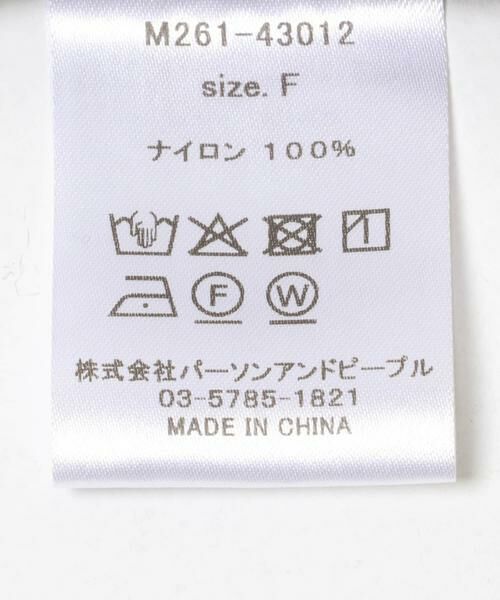 M261-43012
size. F
ナイロン 100%
F W
株式会社パーソンアンドピープル
03-5785-1821
MADE IN CHINA